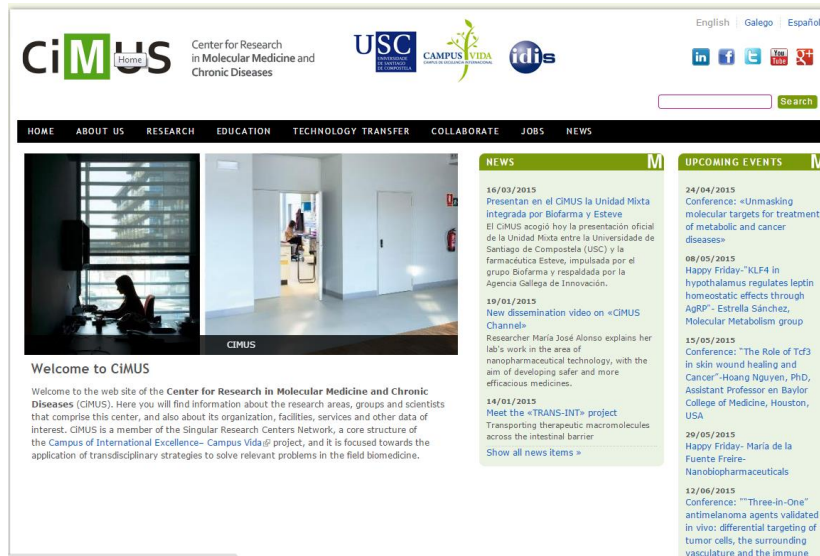 English Galego Español
CiMUS
Home
Center for Research
in Molecular Medicine and
Chronic Diseases
USC
UNIVERSIDADE
DE SANTIAGO
DE COMPOSTELA
CAMPUS VIDA
CAMPUS DE EXCELENCIA INTERNACIONAL
idis
in f t You Tube g+
Search
HOME ABOUT US RESEARCH EDUCATION TECHNOLOGY TRANSFER COLLABORATE JOBS NEWS
CIMUS
Welcome to CiMUS
Welcome to the web site of the Center for Research in Molecular Medicine and Chronic
Diseases (CiMUS). Here you will find information about the research areas, groups and scientists
that comprise this center, and also about its organization, facilities, services and other data of
interest. CiMUS is a member of the Singular Research Centers Network, a core structure of
the Campus of International Excellence– Campus Vida project, and it is focused towards the
application of transdisciplinary strategies to solve relevant problems in the field biomedicine.
NEWS M
16/03/2015
Presentan en el CiMUS la Unidad Mixta
integrada por Biofarma y Esteve
El CiMUS acogió hoy la presentación oficial
de la Unidad Mixta entre la Universidade de
Santiago de Compostela (USC) y la
farmacéutica Esteve, impulsada por el
grupo Biofarma y respaldada por la
Agencia Gallega de Innovación.
19/01/2015
New dissemination video on «CiMUS
Channel»
Researcher María José Alonso explains her
lab's work in the area of
nanopharmaceutical technology, with the
aim of developing safer and more
efficacious medicines.
14/01/2015
Meet the «TRANS-INT» project
Transporting therapeutic macromolecules
across the intestinal barrier
Show all news items »
UPCOMING EVENTS M
24/04/2015
Conference: «Unmasking
molecular targets for treatment
of metabolic and cancer
diseases»
08/05/2015
Happy Friday-"KLF4 in
hypothalamus regulates leptin
homeostatic effects through
AgRP"- Estrella Sánchez,
Molecular Metabolism group
15/05/2015
Conference: "The Role of Tcf3
in skin wound healing and
Cancer"-Hoang Nguyen, PhD,
Assistant Professor en Baylor
College of Medicine, Houston,
USA
29/05/2015
Happy Friday- María de la
Fuente Freire-
Nanobiopharmaceuticals
12/06/2015
Conference: ""Three-in-One"
antimelanoma agents validated
in vivo: differential targeting of
tumor cells, the surrounding
vasculature and the immune